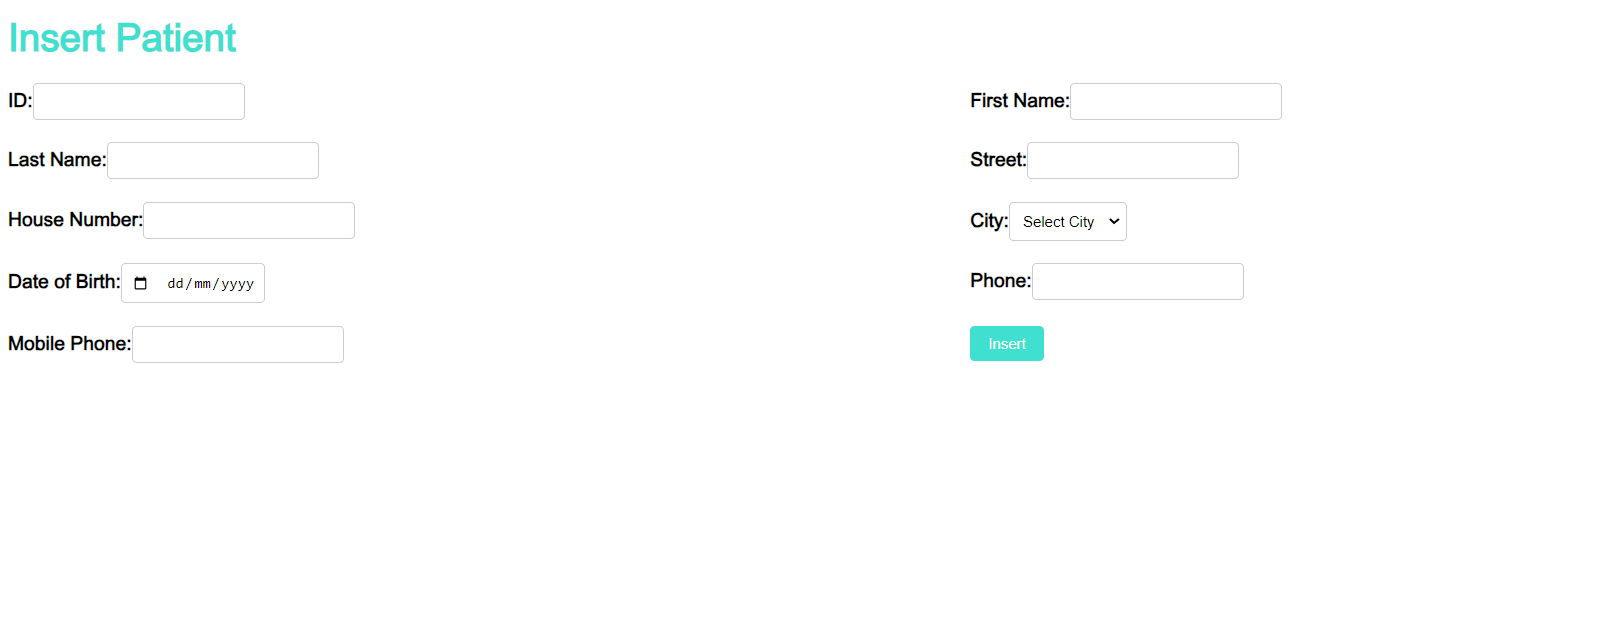 Insert Patient
ID: First Name:
Last Name: Street:
House Number: City: Select City
Date of Birth: dd/mm/yyyy Phone:
Mobile Phone: Insert